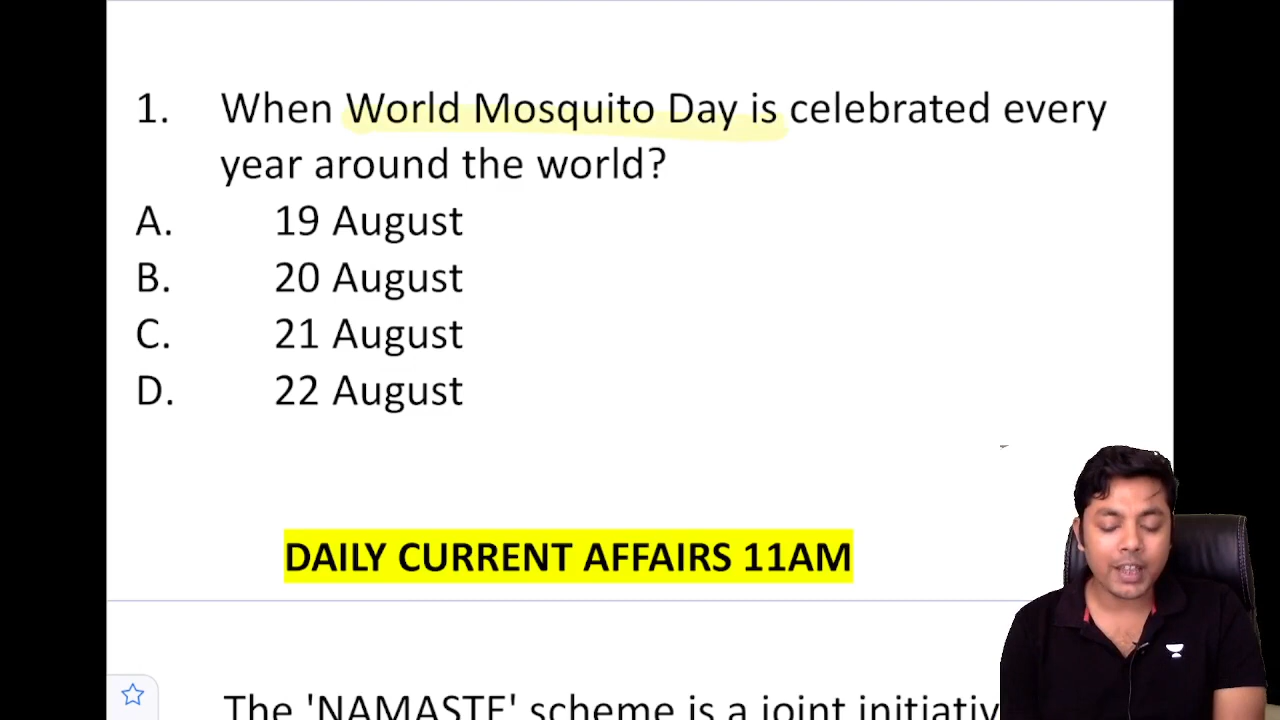 1. When World Mosquito Day is celebrated every
year around the world?
A. 19 August
B. 20 August
C. 21 August
D. 22 August
DAILY CURRENT AFFAIRS 11AM
The 'NAMASTE' scheme is a joint initiativ